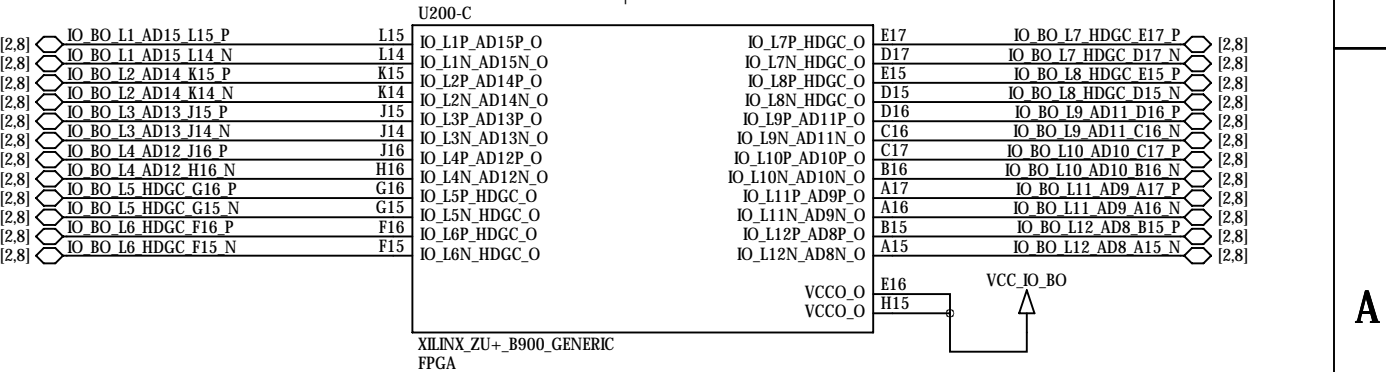 U200-C
[2,8] IO_BO_L1_AD15_L15_P L15 IO_L1P_AD15P_O IO_L7P_HDGC_O E17 IO_BO_L7_HDGC_E17_P [2,8]
[2,8] IO_BO_L1_AD15_L14_N L14 IO_L1N_AD15N_O IO_L7N_HDGC_O D17 IO_BO_L7_HDGC_D17_N [2,8]
[2,8] IO_BO_L2_AD14_K15_P K15 IO_L2P_AD14P_O IO_L8P_HDGC_O E15 IO_BO_L8_HDGC_E15_P [2,8]
[2,8] IO_BO_L2_AD14_K14_N K14 IO_L2N_AD14N_O IO_L8N_HDGC_O D15 IO_BO_L8_HDGC_D15_N [2,8]
[2,8] IO_BO_L3_AD13_J15_P J15 IO_L3P_AD13P_O IO_L9P_AD11P_O D16 IO_BO_L9_AD11_D16_P [2,8]
[2,8] IO_BO_L3_AD13_J14_N J14 IO_L3N_AD13N_O IO_L9N_AD11N_O C16 IO_BO_L9_AD11_C16_N [2,8]
[2,8] IO_BO_L4_AD12_J16_P J16 IO_L4P_AD12P_O IO_L10P_AD10P_O C17 IO_BO_L10_AD10_C17_P [2,8]
[2,8] IO_BO_L4_AD12_H16_N H16 IO_L4N_AD12N_O IO_L10N_AD10N_O B16 IO_BO_L10_AD10_B16_N [2,8]
[2,8] IO_BO_L5_HDGC_G16_P G16 IO_L5P_HDGC_O IO_L11P_AD9P_O A17 IO_BO_L11_AD9_A17_P [2,8]
[2,8] IO_BO_L5_HDGC_G15_N G15 IO_L5N_HDGC_O IO_L11N_AD9N_O A16 IO_BO_L11_AD9_A16_N [2,8]
[2,8] IO_BO_L6_HDGC_F16_P F16 IO_L6P_HDGC_O IO_L12P_AD8P_O B15 IO_BO_L12_AD8_B15_P [2,8]
[2,8] IO_BO_L6_HDGC_F15_N F15 IO_L6N_HDGC_O IO_L12N_AD8N_O A15 IO_BO_L12_AD8_A15_N [2,8]
VCCO_O E16 VCC_IO_BO
VCCO_O H15
A
XILINX_ZU+_B900_GENERIC
FPGA